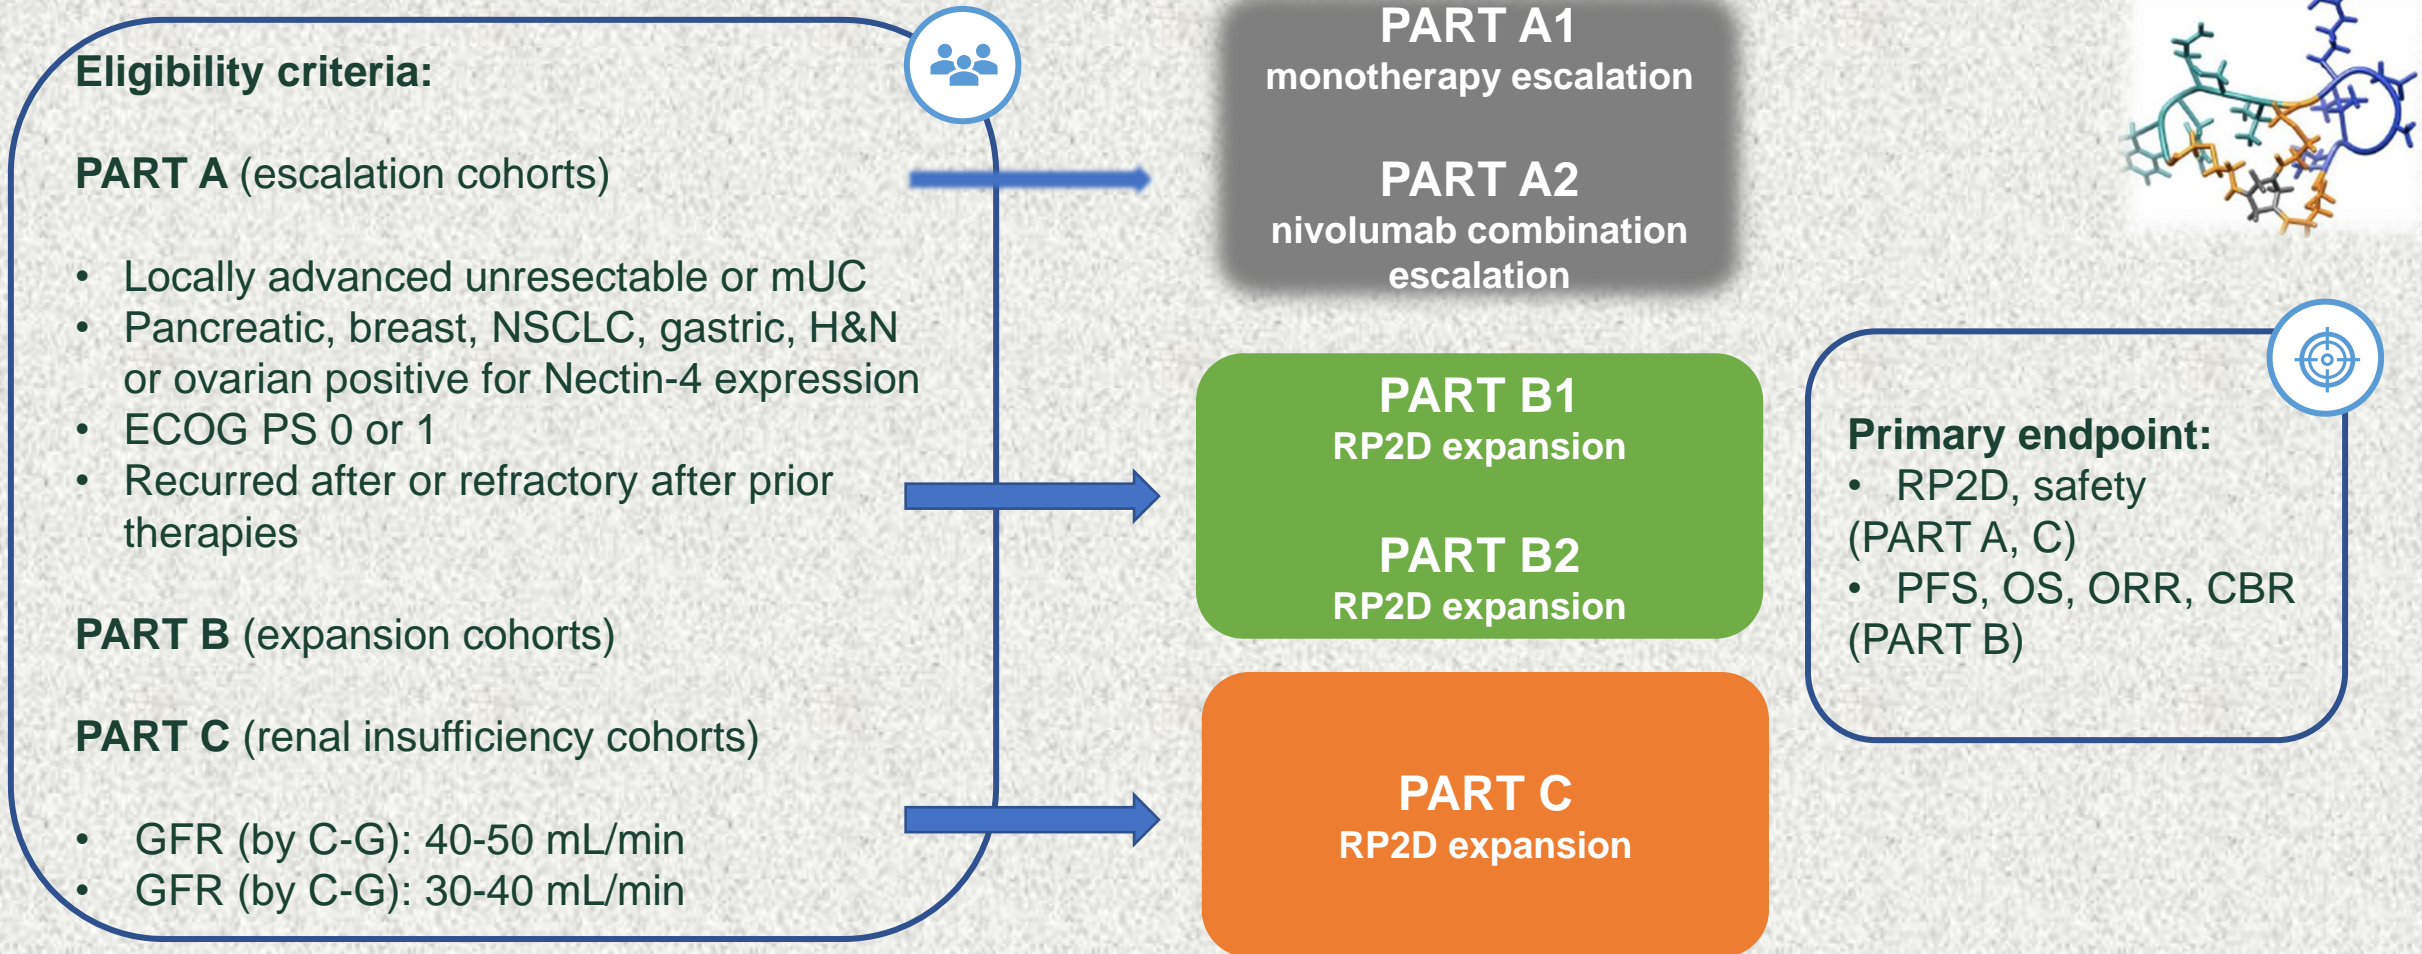 Eligibility criteria:
PART A (escalation cohorts)
• Locally advanced unresectable or mUC
• Pancreatic, breast, NSCLC, gastric, H&N
or ovarian positive for Nectin-4 expression
• ECOG PS 0 or 1
• Recurred after or refractory after prior
therapies
PART B (expansion cohorts)
PART C (renal insufficiency cohorts)
• GFR (by C-G): 40-50 mL/min
• GFR (by C-G): 30-40 mL/min
PART A1
monotherapy escalation
PART A2
nivolumab combination
escalation
PART B1
RP2D expansion
PART B2
RP2D expansion
PART C
RP2D expansion
Primary endpoint:
• RP2D, safety
(PART A, C)
• PFS, OS, ORR, CBR
(PART B)